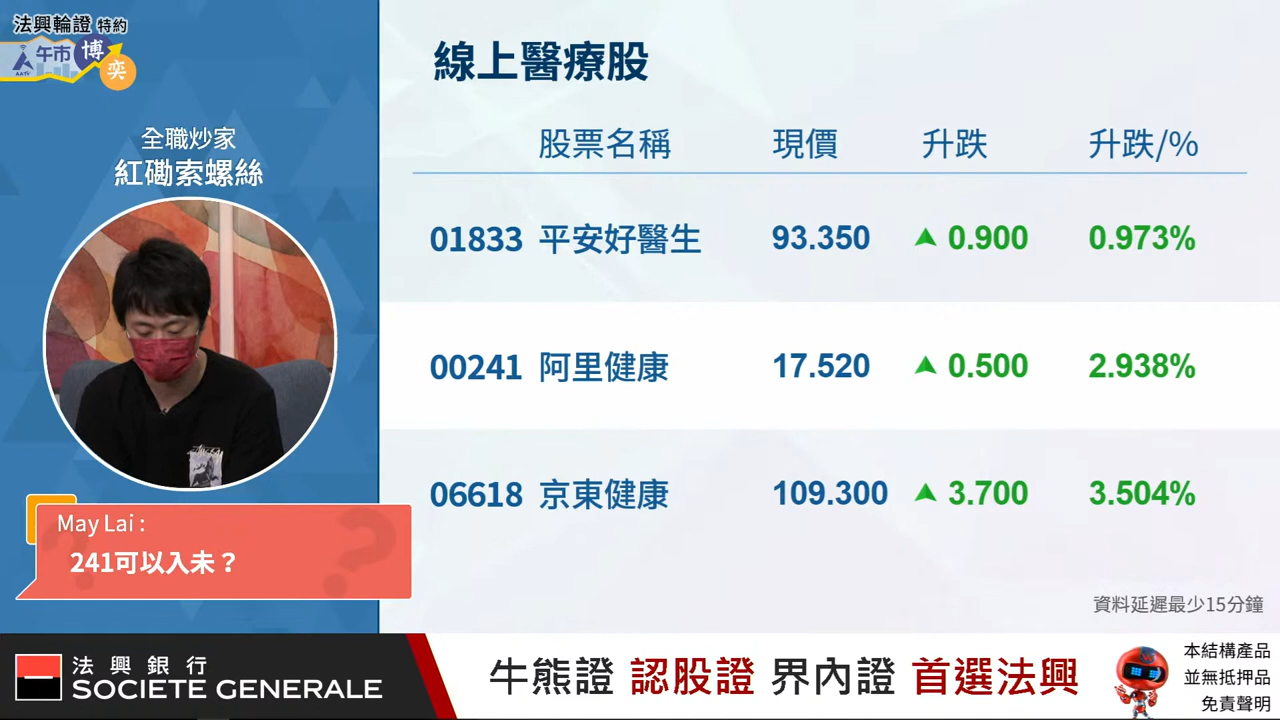 法興輪證 特約
午市
博
奕
AATV
全職炒家
紅磡索螺絲
May Lai :
241可以入未？
線上醫療股
股票名稱 現價 升跌 升跌/%
01833 平安好醫生 93.350 ▲ 0.900 0.973%
00241 阿里健康 17.520 ▲ 0.500 2.938%
06618 京東健康 109.300 ▲ 3.700 3.504%
資料延遲最少15分鐘
法興銀行
SOCIETE GENERALE
牛熊證 認股證 界內證 首選法興
本結構產品
並無抵押品
免責聲明